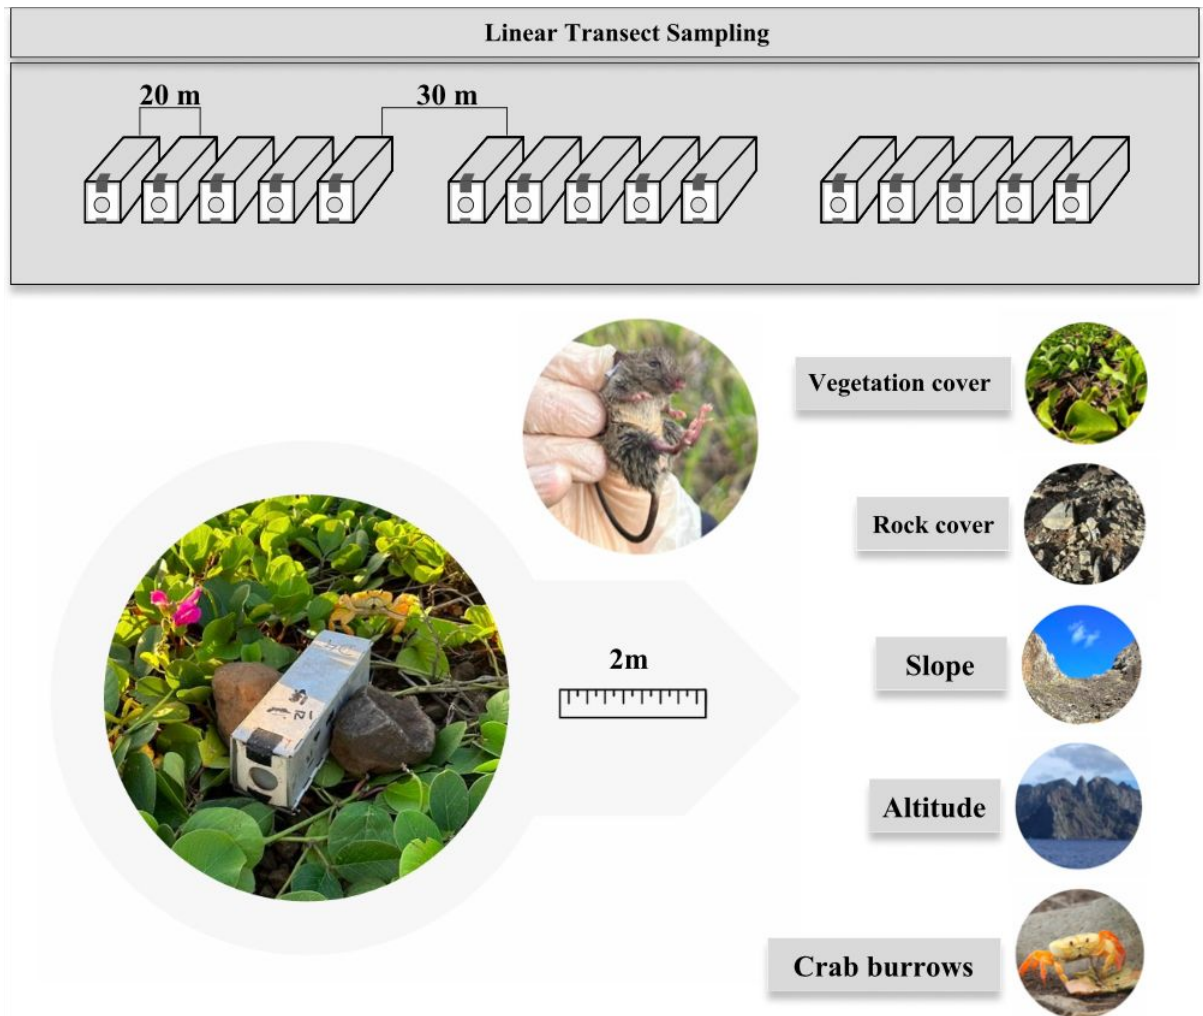 Linear Transect Sampling
20 m
30 m
Vegetation cover
Rock cover
Slope
2m
Altitude
Crab burrows